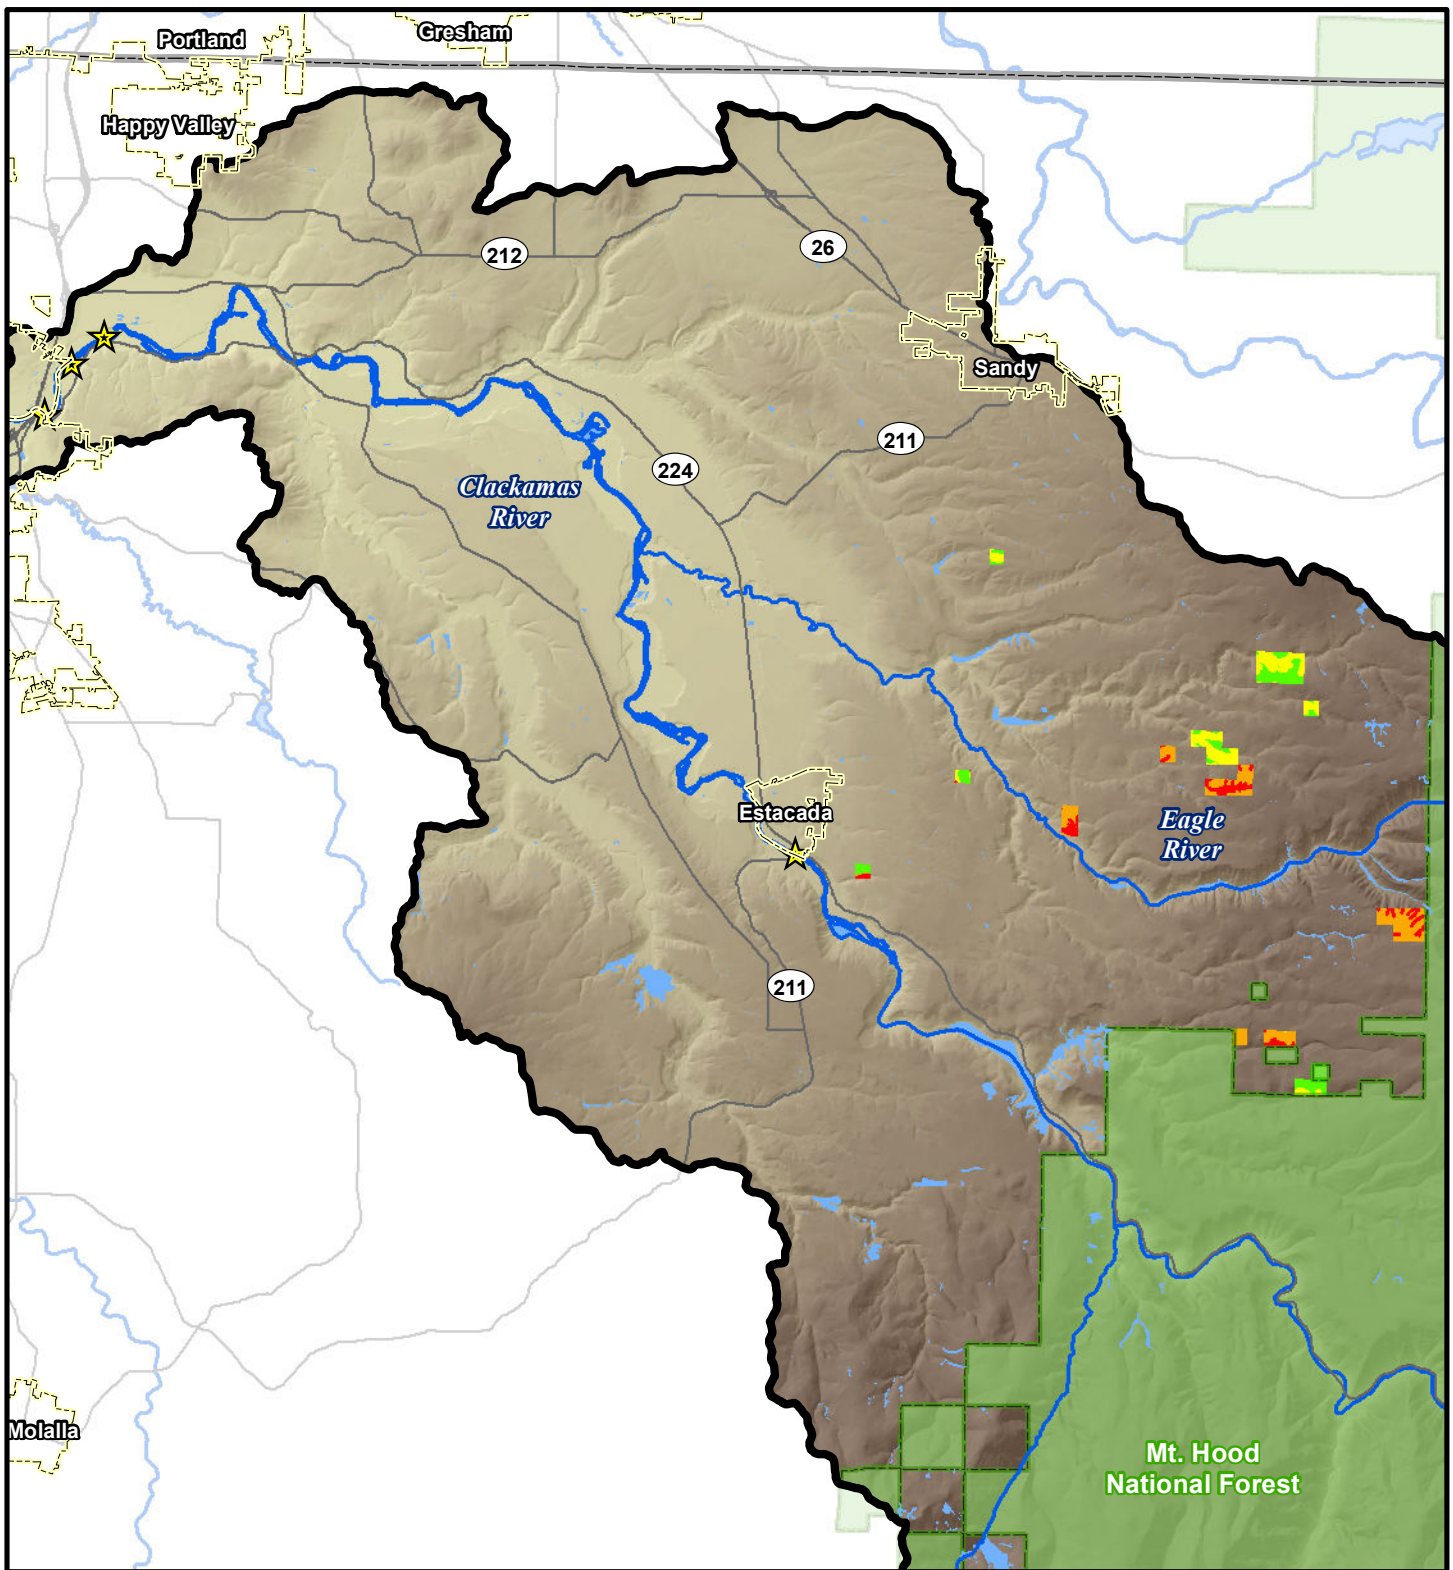 Portland
Gresham
Happy Valley
212
26
Sandy
211
224
Clackamas
River
Estacada
Eagle
River
211
Mt. Hood
National Forest
Molalla